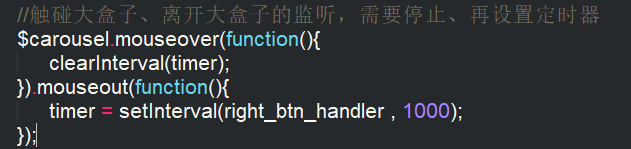 //触碰大盒子、离开大盒子的监听，需要停止、再设置定时器
$carousel.mouseover(function(){
    clearInterval(timer);
}).mouseout(function(){
    timer = setInterval(right_btn_handler , 1000);
});